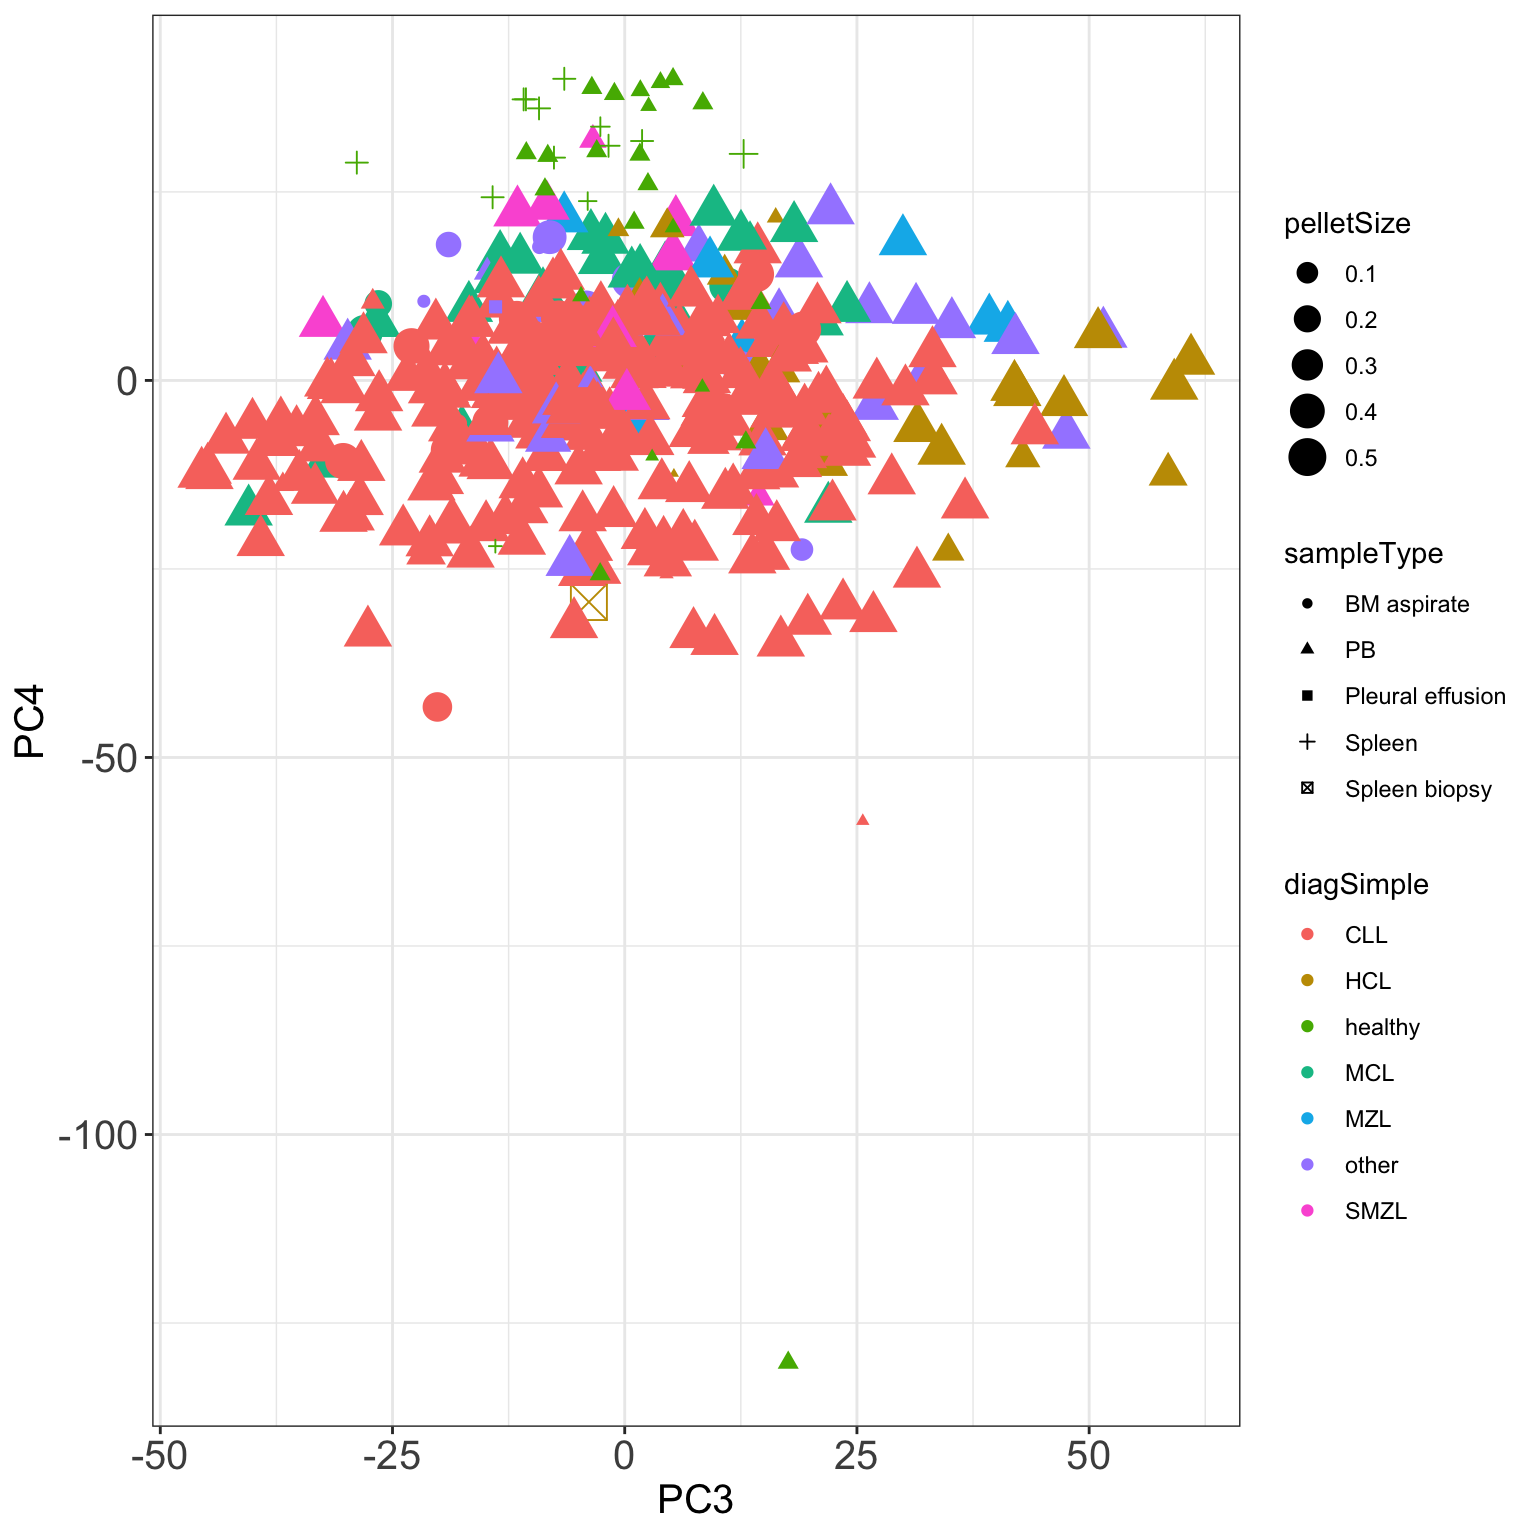 0
-50
-100
-50
-25
0
25
50
PC3
PC4
pelletSize
0.1
0.2
0.3
0.4
0.5
sampleType
BM aspirate
PB
Pleural effusion
Spleen
Spleen biopsy
diagSimple
CLL
HCL
healthy
MCL
MZL
other
SMZL